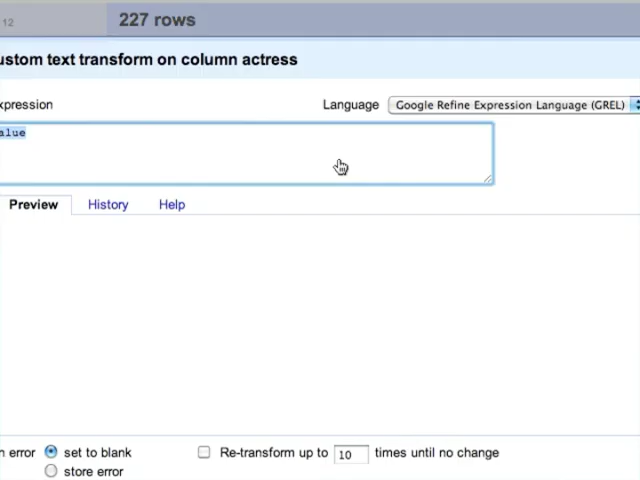 12
227 rows
ustom text transform on column actress
xpression
Language Google Refine Expression Language (GREL)
alue
Preview History Help
n error set to blank
Re-transform up to 10 times until no change
store error